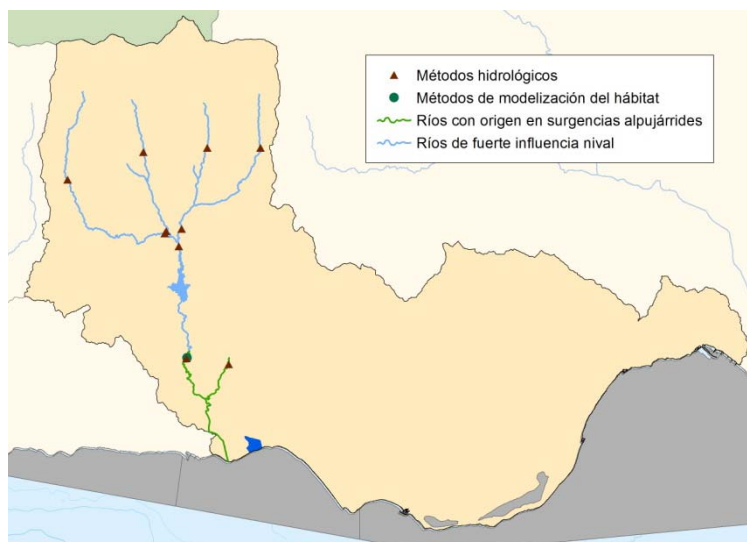 Métodos hidrológicos
Métodos de modelización del hábitat
Ríos con origen en surgencias alpujárrides
Ríos de fuerte influencia nival